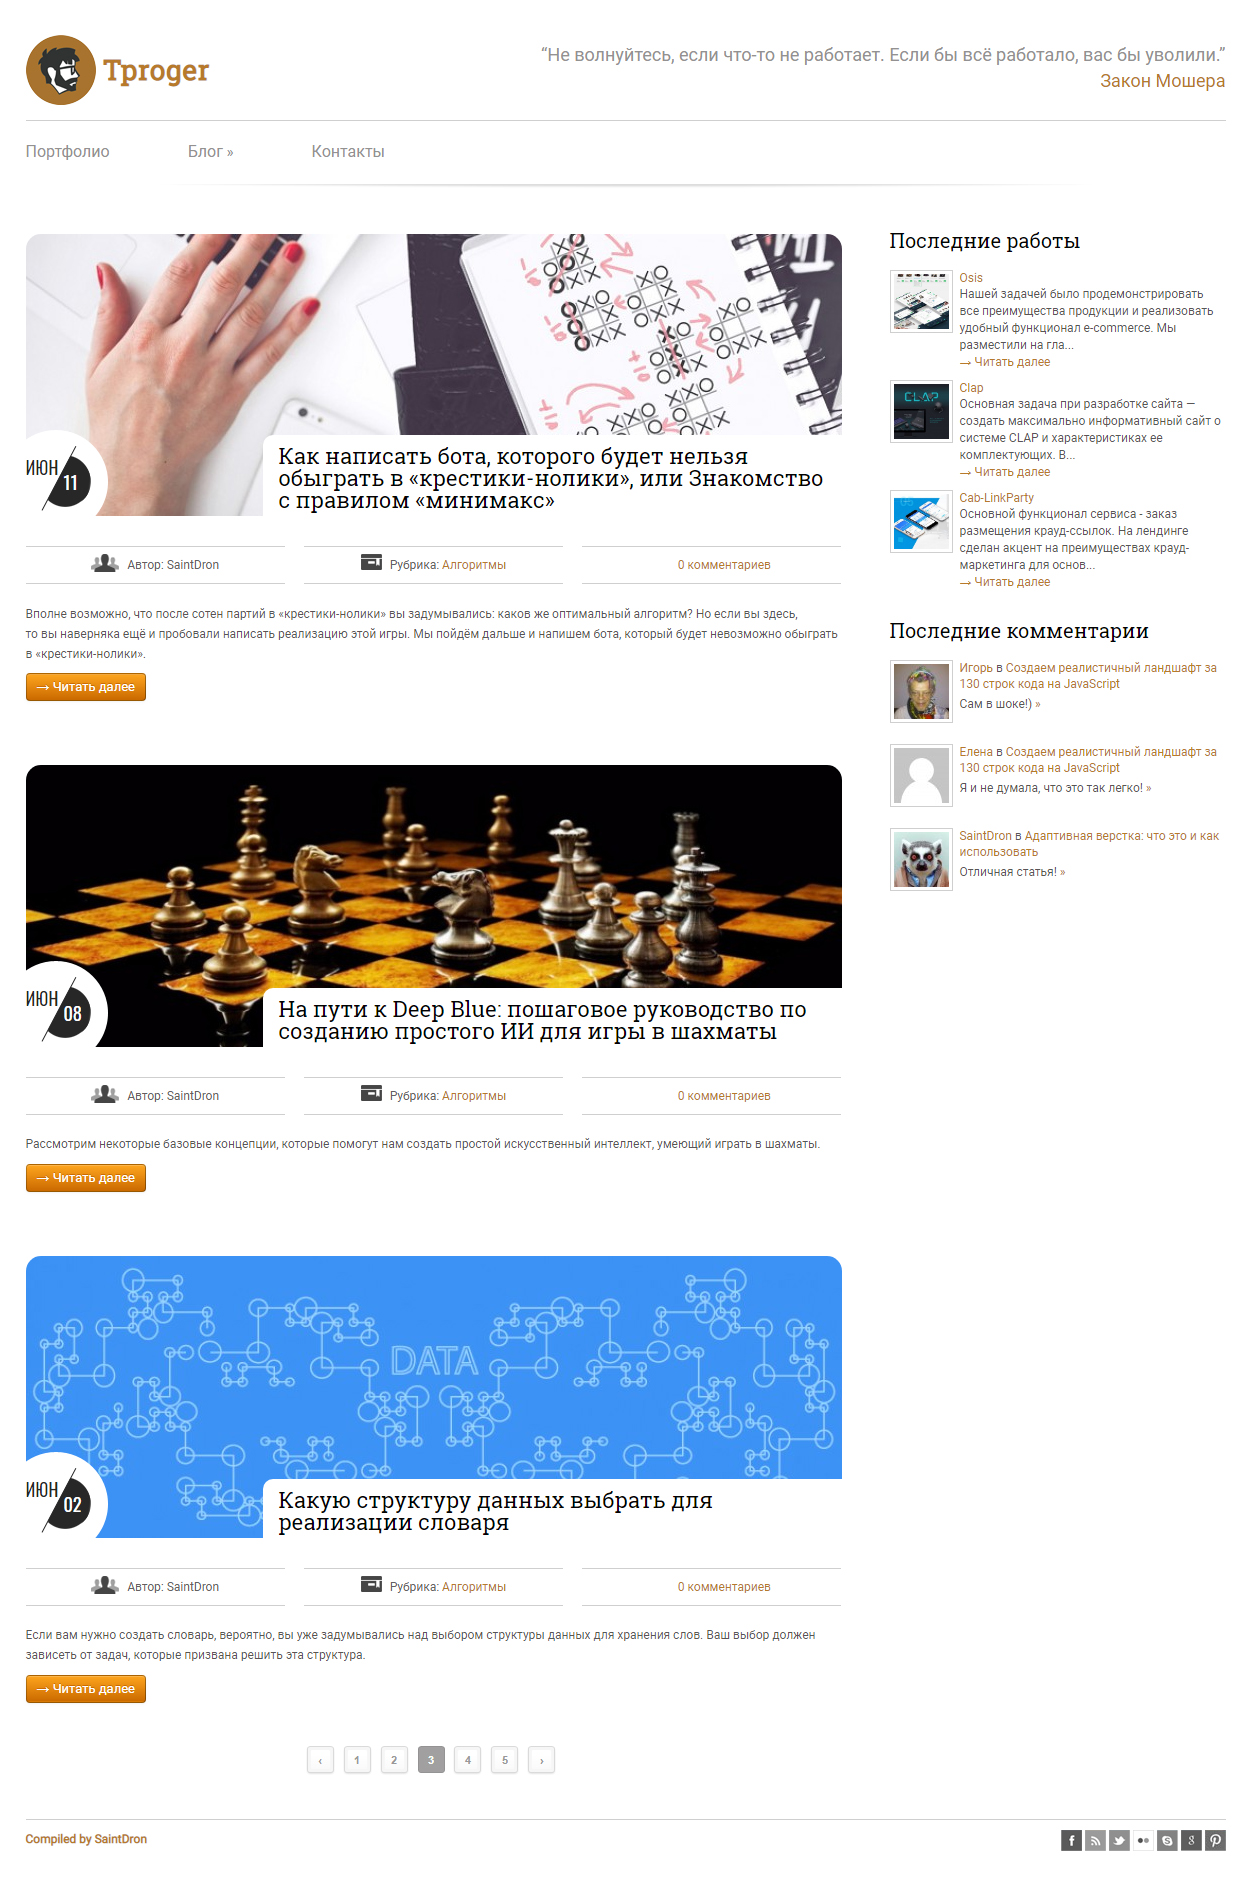 Tproger
“Не волнуйтесь, если что-то не работает. Если бы всё работало, вас бы уволили.”
Закон Мошера
Портфолио
Блог »
Контакты
ИЮН
11
Как написать бота, которого будет нельзя
обыграть в «крестики-нолики», или Знакомство
с правилом «минимакс»
Автор: SaintDron
Рубрика: Алгоритмы
0 комментариев
Вполне возможно, что после сотен партий в «крестики-нолики» вы задумывались: каков же оптимальный алгоритм? Но если вы здесь,
то вы наверняка ещё и пробовали написать реализацию этой игры. Мы пойдём дальше и напишем бота, который будет невозможно обыграть
в «крестики-нолики».
→ Читать далее
ИЮН
08
На пути к Deep Blue: пошаговое руководство по
созданию простого ИИ для игры в шахматы
Автор: SaintDron
Рубрика: Алгоритмы
0 комментариев
Рассмотрим некоторые базовые концепции, которые помогут нам создать простой искусственный интеллект, умеющий играть в шахматы.
→ Читать далее
DATA
ИЮН
02
Какую структуру данных выбрать для
реализации словаря
Автор: SaintDron
Рубрика: Алгоритмы
0 комментариев
Если вам нужно создать словарь, вероятно, вы уже задумывались над выбором структуры данных для хранения слов. Ваш выбор должен
зависеть от задач, которые призвана решить эта структура.
→ Читать далее
‹ 1 2 3 4 5 ›
Последние работы
Osis
Нашей задачей было продемонстрировать
все преимущества продукции и реализовать
удобный функционал e-commerce. Мы
разместили на гла...
→ Читать далее
CLAP
Clap
Основная задача при разработке сайта —
создать максимально информативный сайт о
системе CLAP и характеристиках ее
комплектующих. В...
→ Читать далее
Cab-LinkParty
Основной функционал сервиса - заказ
размещения крауд-ссылок. На лендинге
сделан акцент на преимуществах крауд-
маркетинга для основ...
→ Читать далее
Последние комментарии
Игорь в Создаем реалистичный ландшафт за
130 строк кода на JavaScript
Сам в шоке!) »
Елена в Создаем реалистичный ландшафт за
130 строк кода на JavaScript
Я и не думала, что это так легко! »
SaintDron в Адаптивная верстка: что это и как
использовать
Отличная статья! »
Compiled by SaintDron